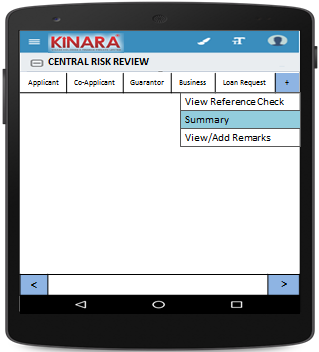 KINARA
CENTRAL RISK REVIEW
Applicant Co-Applicant Guarantor Business Loan Request +
View Reference Check
Summary
View/Add Remarks
< >